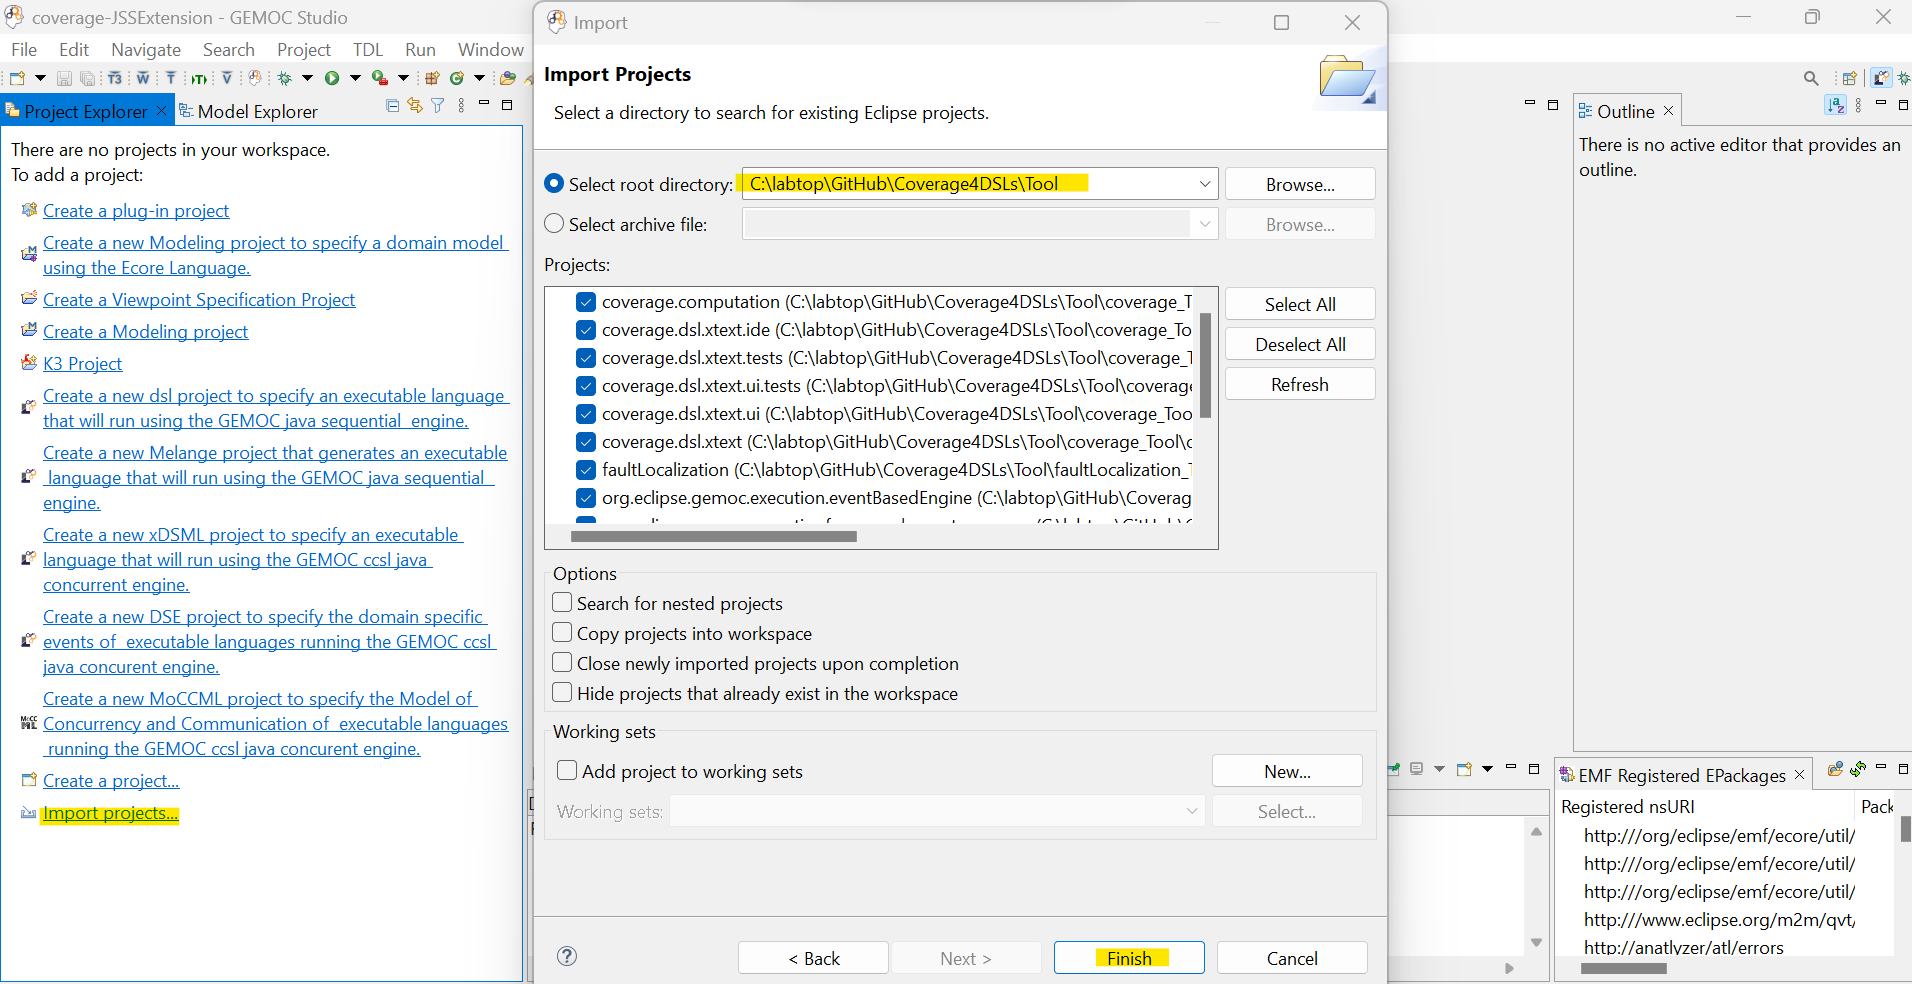 coverage-JSSExtension - GEMOC Studio
File Edit Navigate Search Project TDL Run Window
Project Explorer
Model Explorer
There are no projects in your workspace.
To add a project:
Create a plug-in project
Create a new Modeling project to specify a domain model
using the Ecore Language.
Create a Viewpoint Specification Project
Create a Modeling project
K3 Project
Create a new dsl project to specify an executable language
that will run using the GEMOC java sequential  engine.
Create a new Melange project that generates an executable
language that will run using the GEMOC java sequential
engine.
Create a new xDSML project to specify an executable
language that will run using the GEMOC ccsl java
concurrent engine.
Create a new DSE project to specify the domain specific
events of  executable languages running the GEMOC ccsl
java concurent engine.
Create a new MoCCML project to specify the Model of
Concurrency and Communication of  executable languages
running the GEMOC ccsl java concurent engine.
Create a project...
Import projects...
Import
Import Projects
Select a directory to search for existing Eclipse projects.
Select root directory: C:\labtop\GitHub\Coverage4DSLs\Tool Browse...
Select archive file: Browse...
Projects:
coverage.computation (C:\labtop\GitHub\Coverage4DSLs\Tool\coverage_T
coverage.dsl.xtext.ide (C:\labtop\GitHub\Coverage4DSLs\Tool\coverage_To
coverage.dsl.xtext.tests (C:\labtop\GitHub\Coverage4DSLs\Tool\coverage_T
coverage.dsl.xtext.ui.tests (C:\labtop\GitHub\Coverage4DSLs\Tool\coverage
coverage.dsl.xtext.ui (C:\labtop\GitHub\Coverage4DSLs\Tool\coverage_Too
coverage.dsl.xtext (C:\labtop\GitHub\Coverage4DSLs\Tool\coverage_Tool\c
faultLocalization (C:\labtop\GitHub\Coverage4DSLs\Tool\faultLocalization_T
org.eclipse.gemoc.execution.eventBasedEngine (C:\labtop\GitHub\Coverag
Select All
Deselect All
Refresh
Options
Search for nested projects
Copy projects into workspace
Close newly imported projects upon completion
Hide projects that already exist in the workspace
Working sets
Add project to working sets New...
Working sets: Select...
< Back Next > Finish Cancel
Outline
There is no active editor that provides an
outline.
EMF Registered EPackages
Registered nsURI Pack
http:///org/eclipse/emf/ecore/util/
http:///org/eclipse/emf/ecore/util/
http:///org/eclipse/emf/ecore/util/
http:///www.eclipse.org/m2m/qvt/
http://anatlyzer/atl/errors